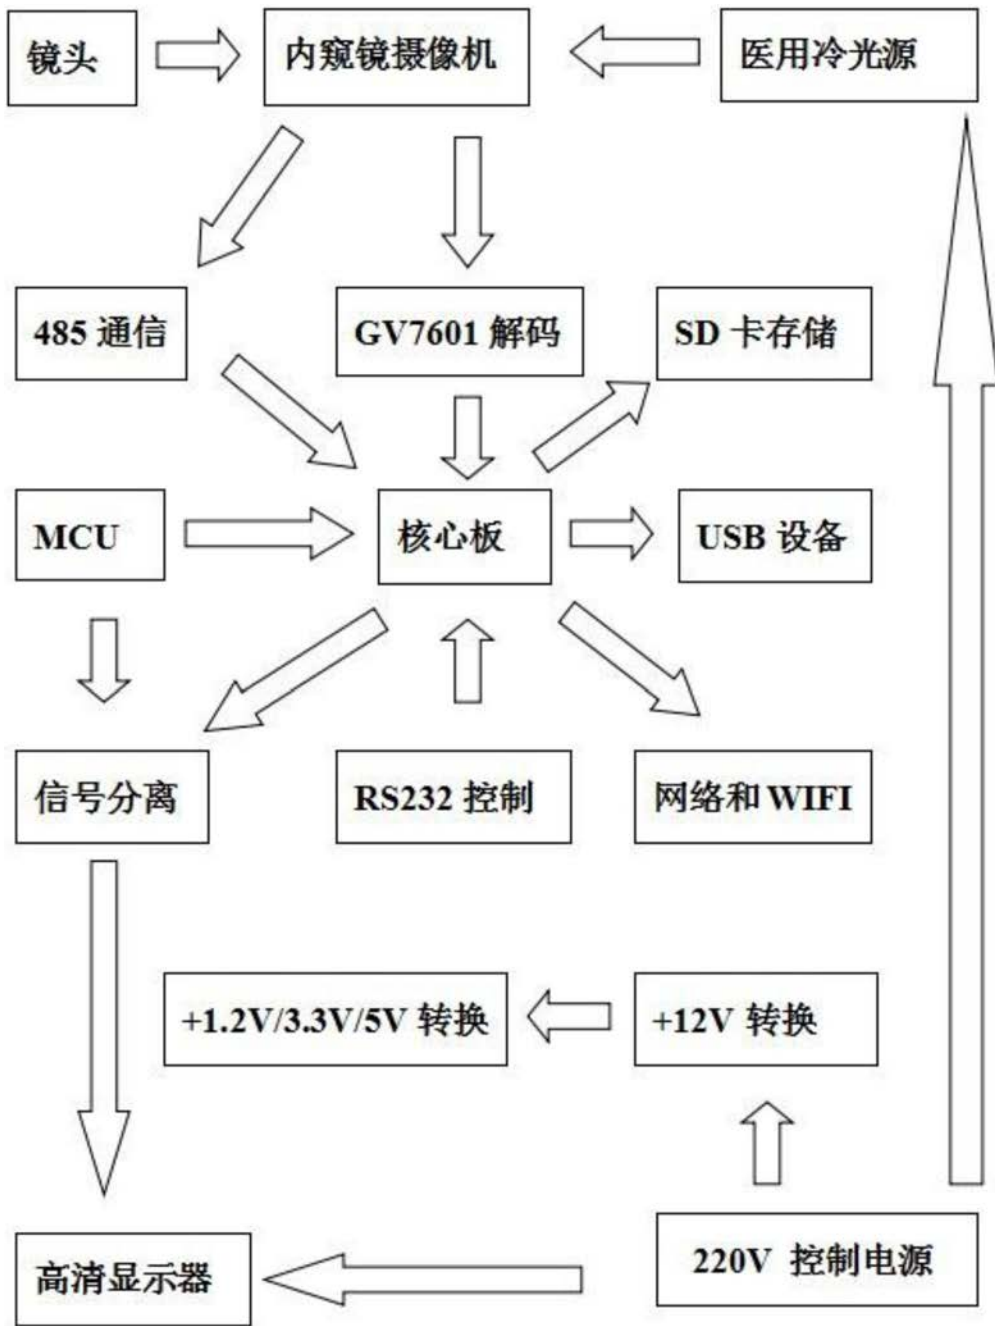 镜头
内窥镜摄像机
医用冷光源
485 通信
GV7601 解码
SD 卡存储
MCU
核心板
USB 设备
信号分离
RS232 控制
网络和 WIFI
+1.2V/3.3V/5V 转换
+12V 转换
高清显示器
220V 控制电源